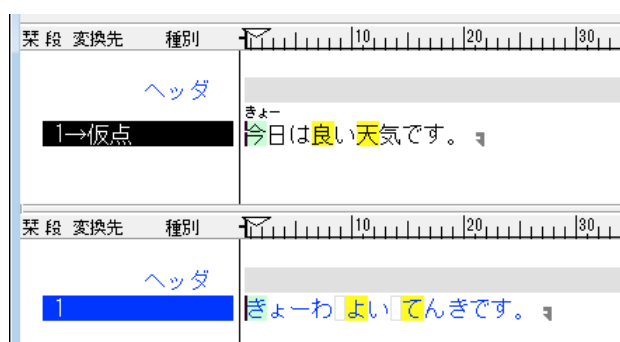 栞 段 変換先 種別 10 20 30
ヘッダ
きょー
1→仮点 今日は良い天気です。
栞 段 変換先 種別 10 20 30
ヘッダ
1 きょーわ よい てんきです。